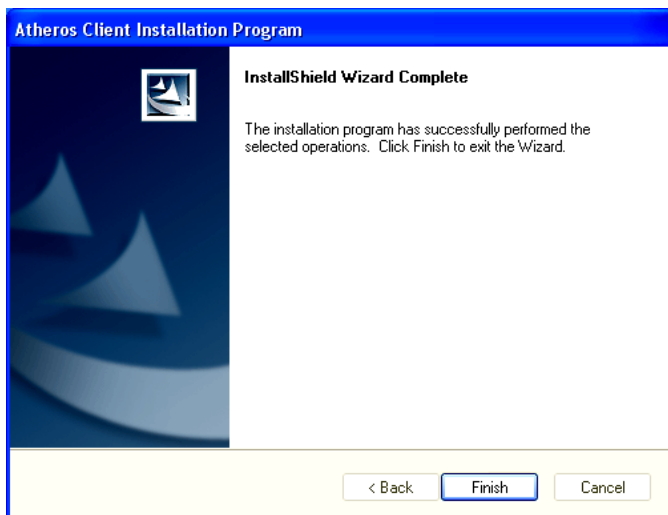 Atheros Client Installation Program
InstallShield Wizard Complete
The installation program has successfully performed the
selected operations.  Click Finish to exit the Wizard.
< Back
Finish
Cancel